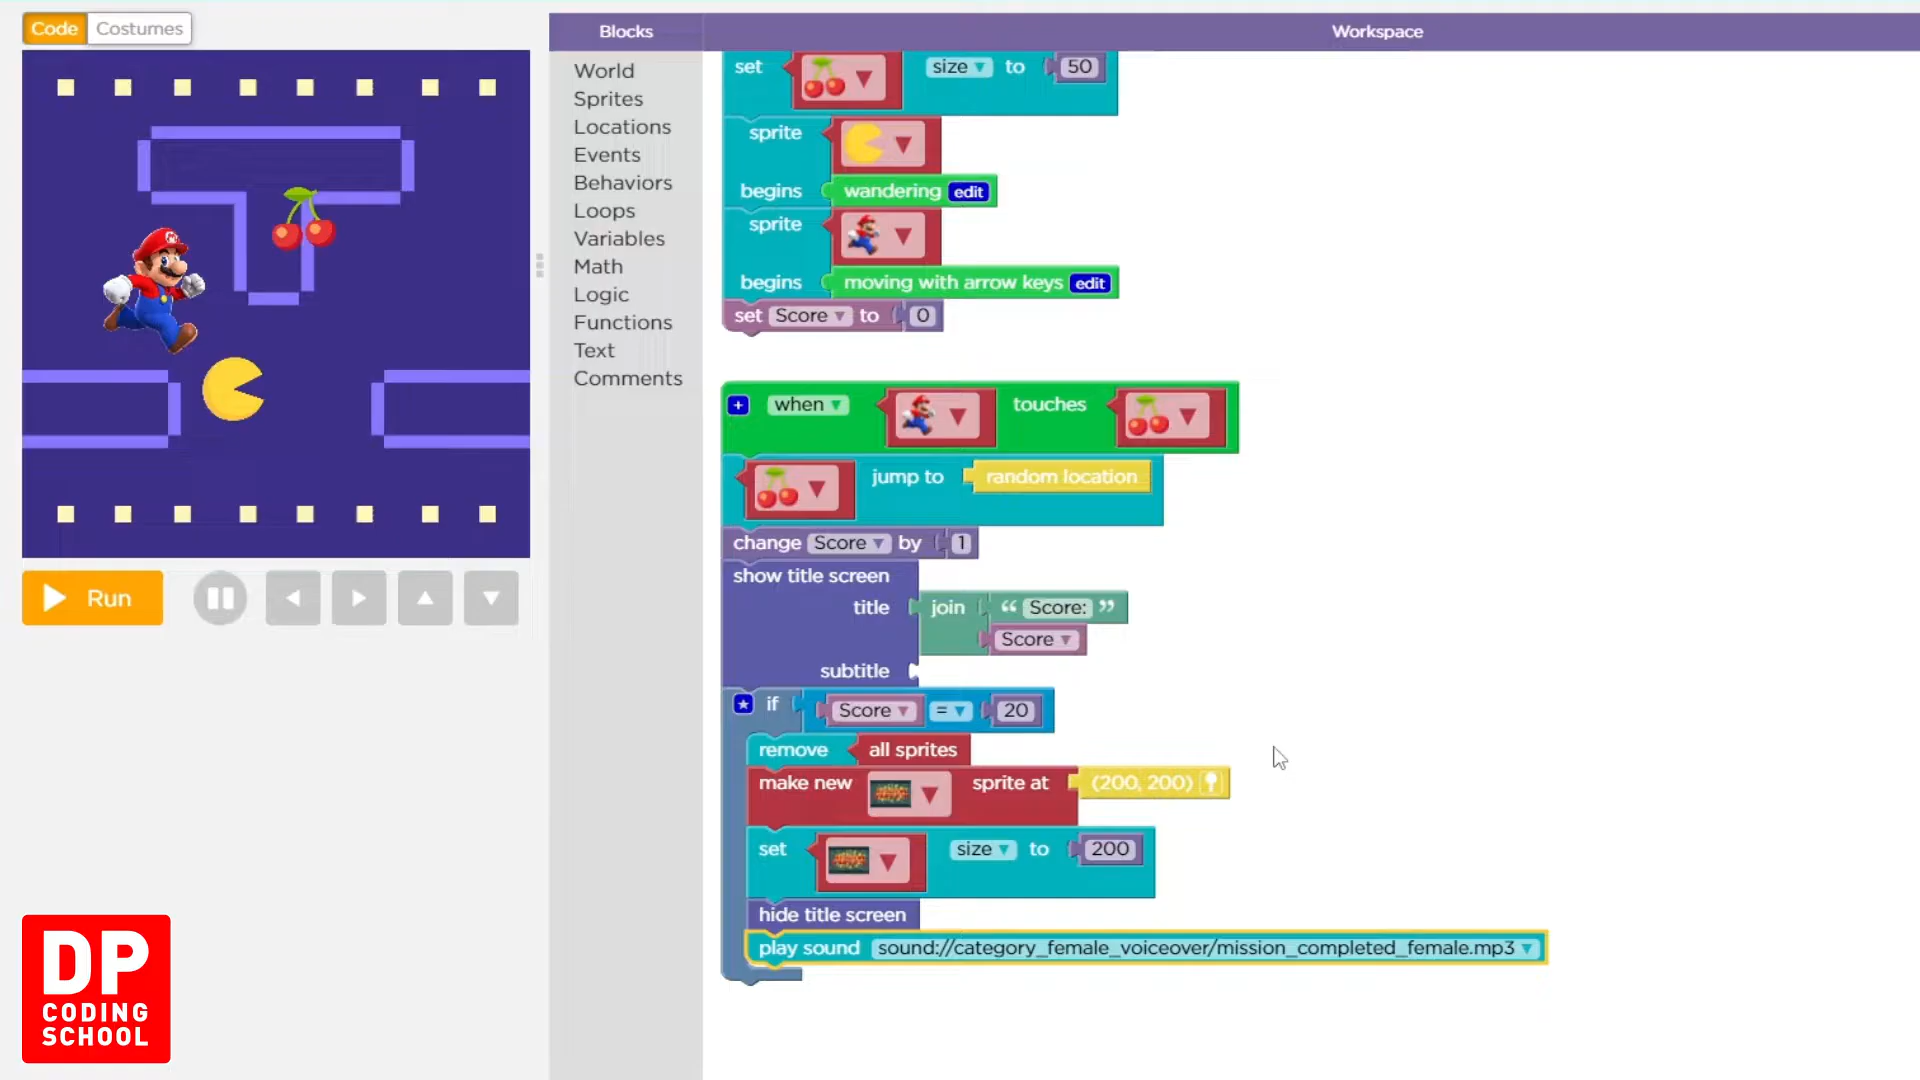 Code Costumes
Blocks
Workspace
World
Sprites
Locations
Events
Behaviors
Loops
Variables
Math
Logic
Functions
Text
Comments
set size to 50
sprite
begins wandering edit
sprite
begins moving with arrow keys edit
set Score to 0
+ when touches
jump to random location
change Score by 1
show title screen
title join “ Score: ”
Score
subtitle
if Score = 20
remove all sprites
make new sprite at (200, 200)
set size to 200
hide title screen
play sound sound://category_female_voiceover/mission_completed_female.mp3
Run
M
DP
CODING
SCHOOL